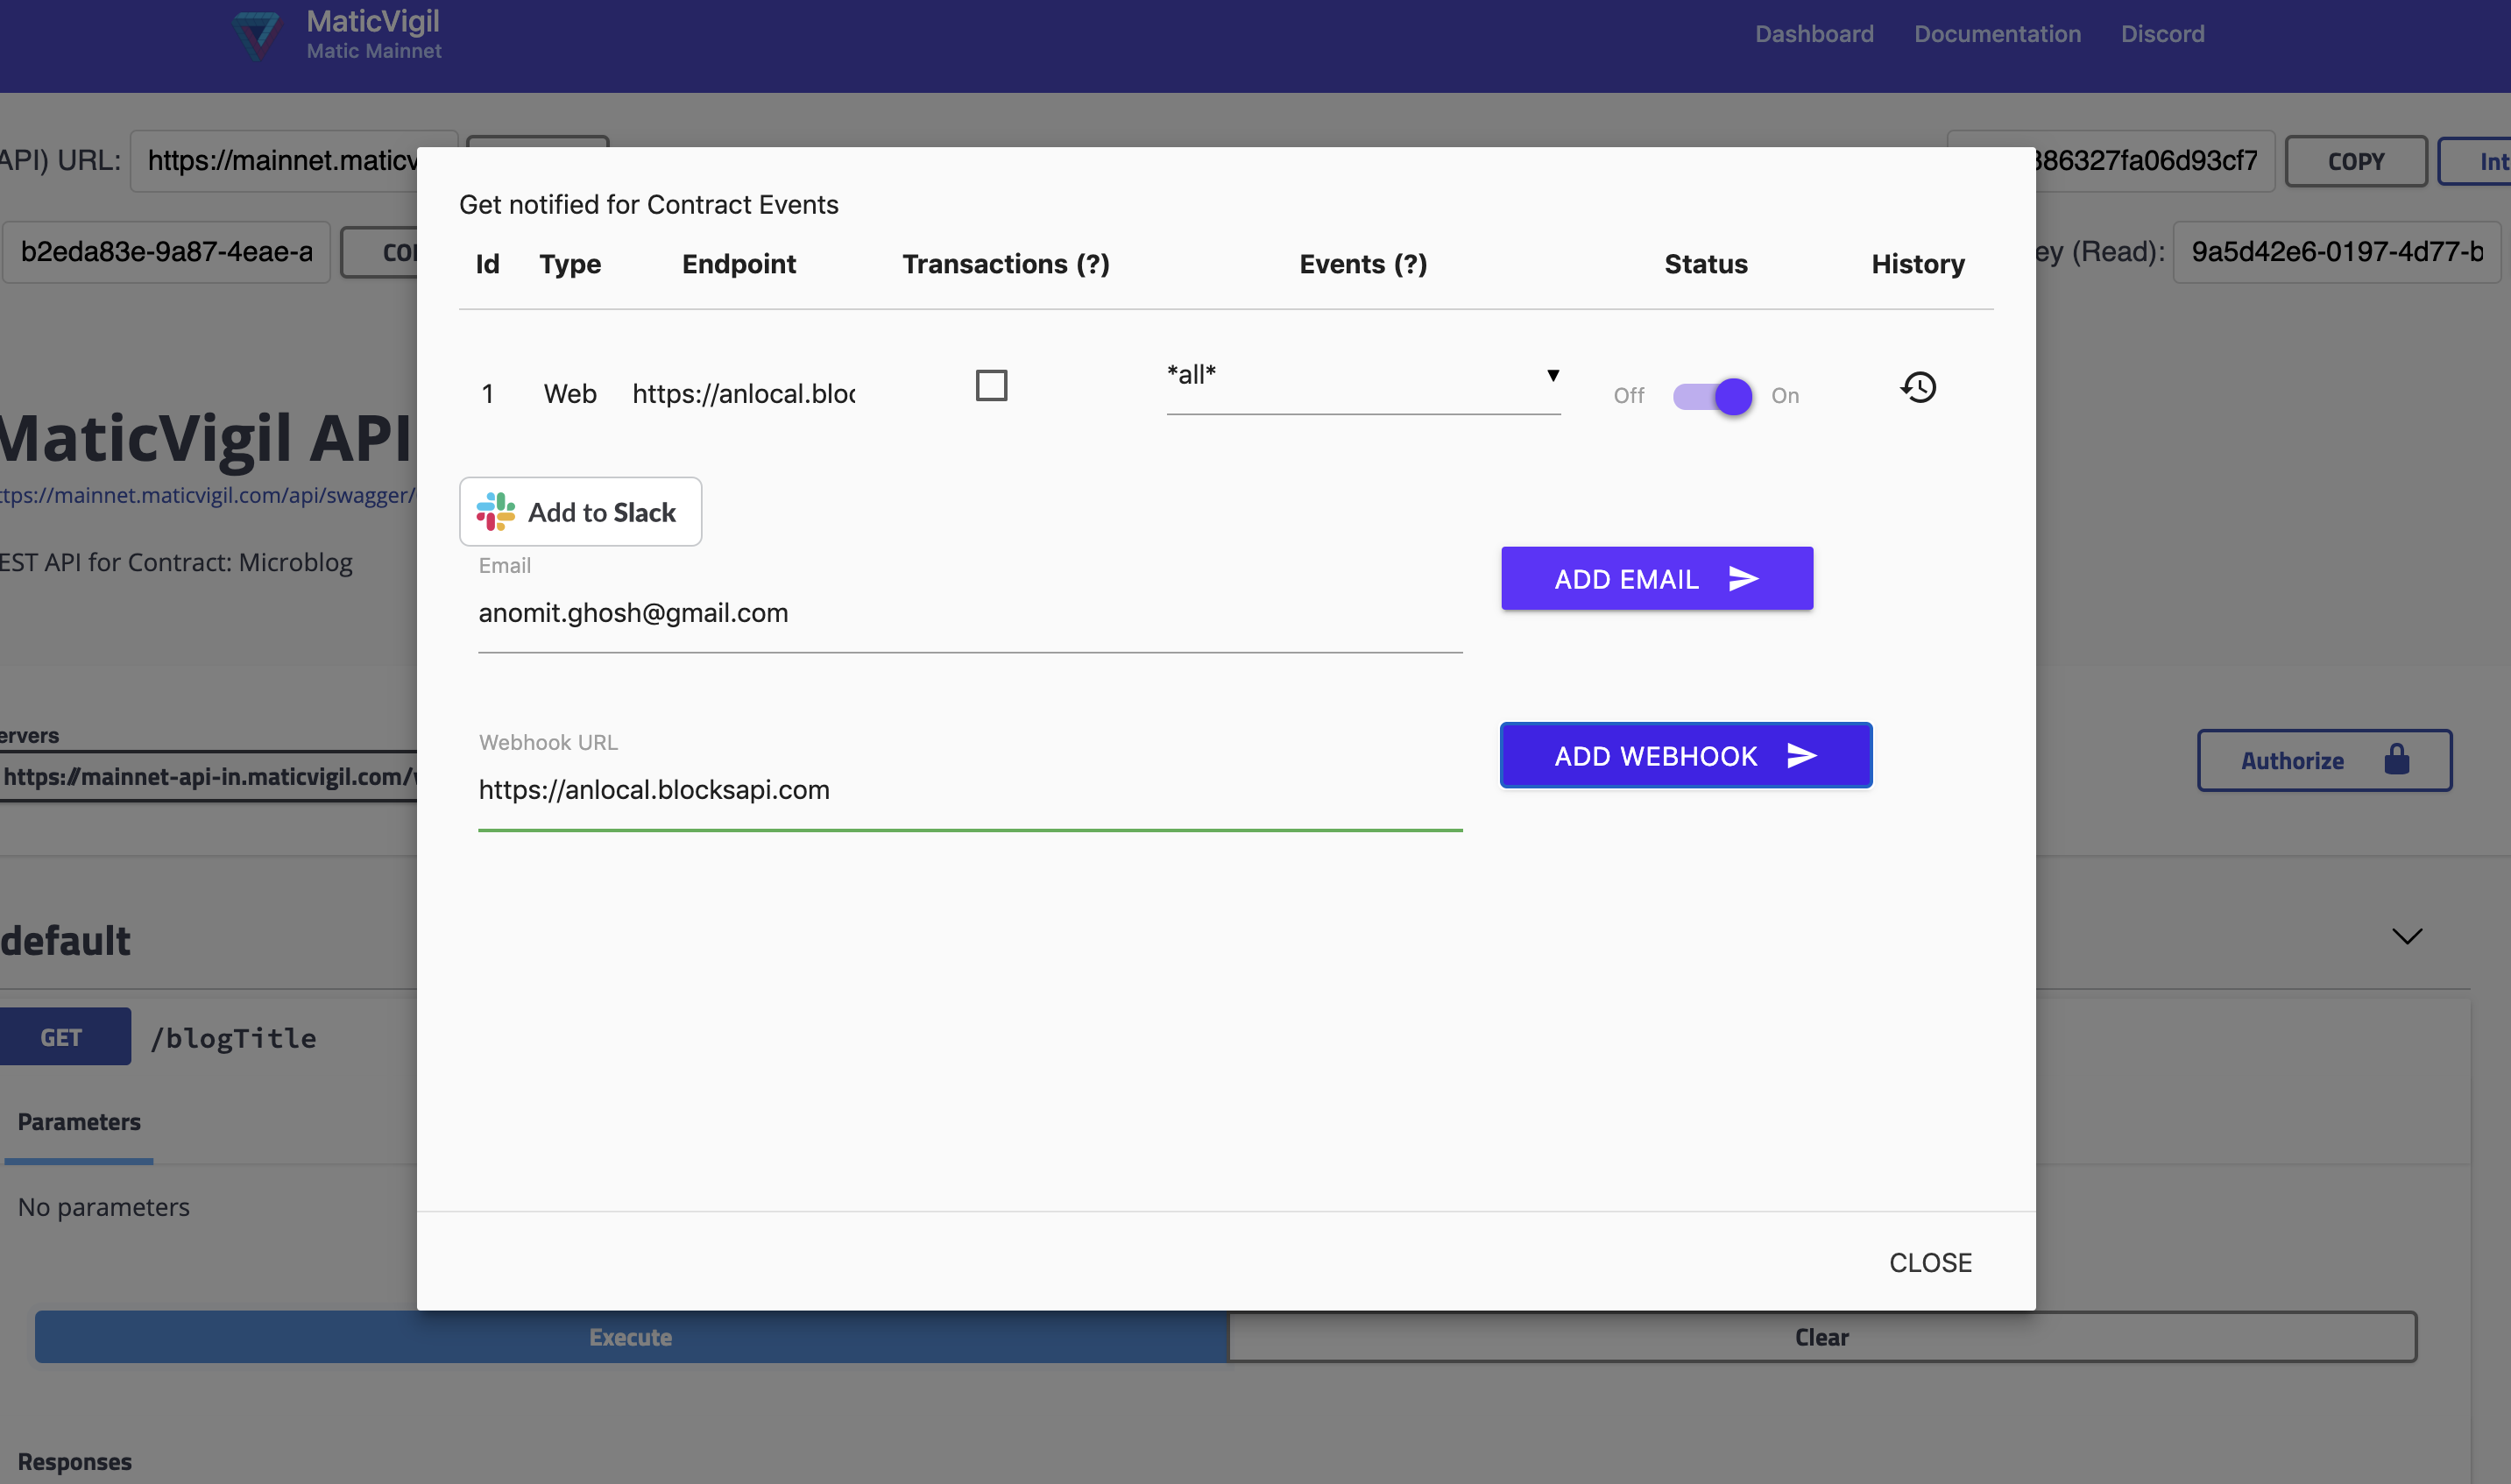 MaticVigil
Matic Mainnet
Dashboard Documentation Discord
API) URL: https://mainnet.maticv
386327fa06d93cf7 COPY Int
b2eda83e-9a87-4eae-a COP
ey (Read): 9a5d42e6-0197-4d77-b
Get notified for Contract Events
Id Type Endpoint Transactions (?) Events (?) Status History
1 Web https://anlocal.bloc *all* ▼ Off On
MaticVigil API
ttps://mainnet.maticvigil.com/api/swagger/
EST API for Contract: Microblog
Add to Slack
Email
anomit.ghosh@gmail.com
ADD EMAIL
Webhook URL
https://anlocal.blocksapi.com
ADD WEBHOOK
ervers
https://mainnet-api-in.maticvigil.com/v
Authorize
default
GET /blogTitle
Parameters
No parameters
CLOSE
Execute Clear
Responses